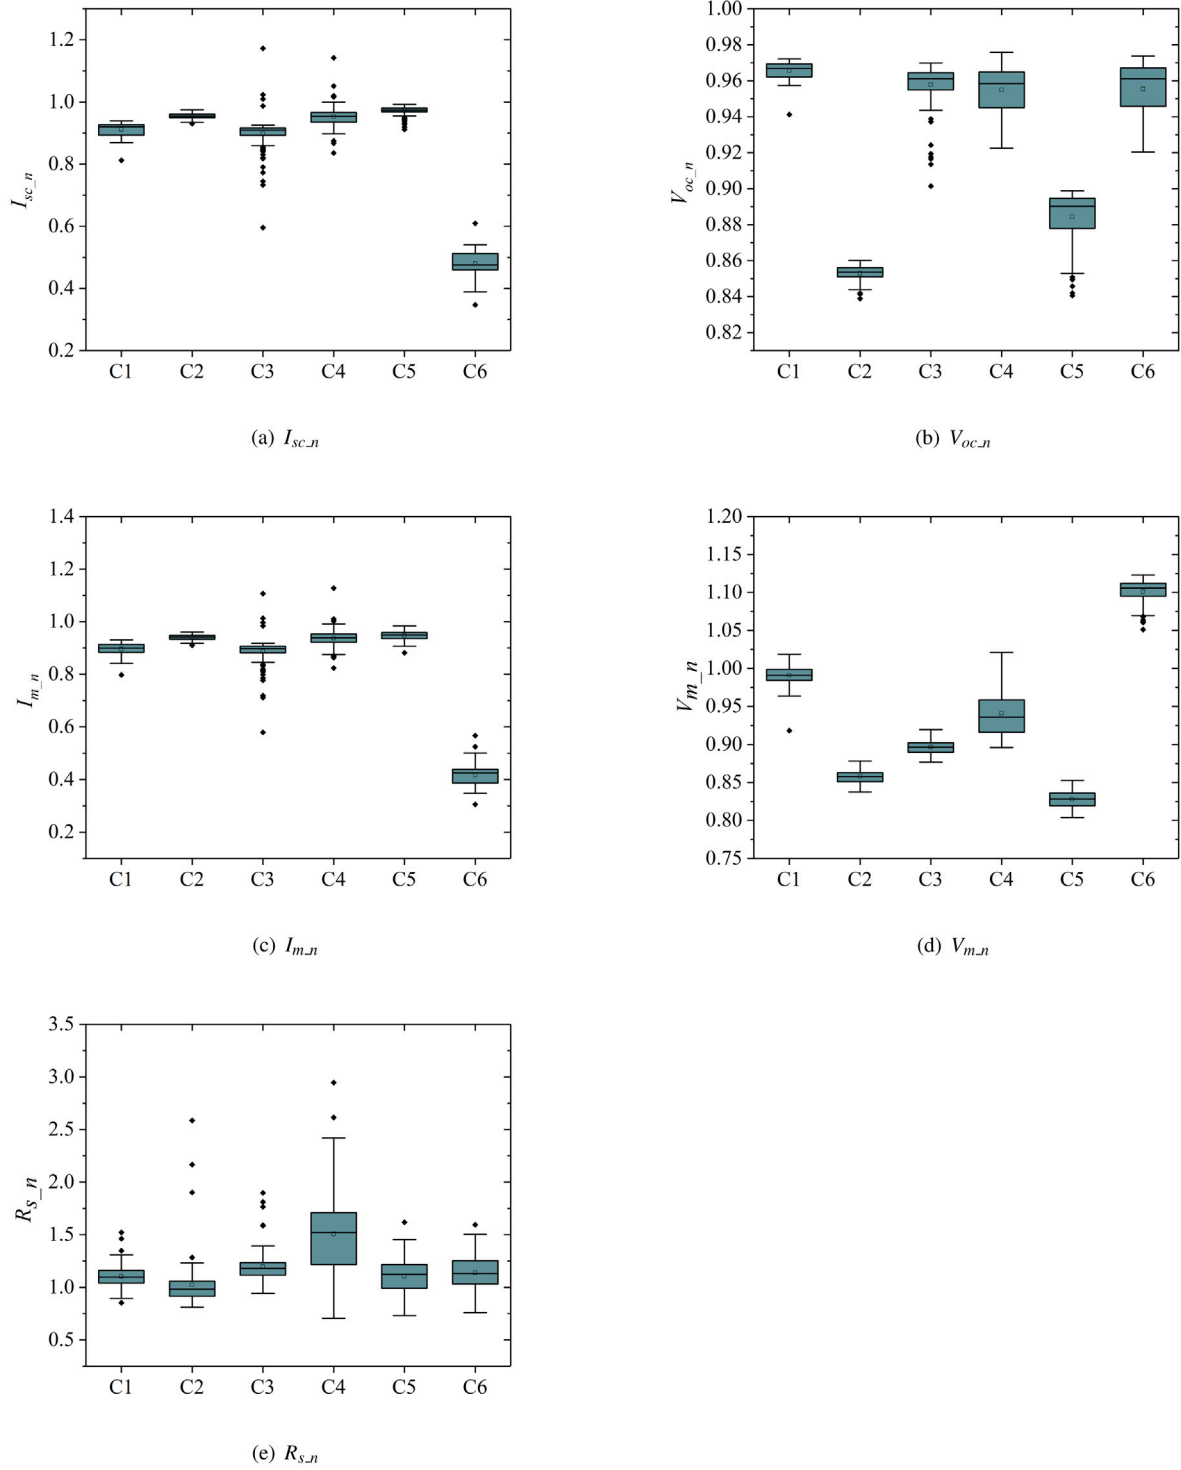 1.2
1.0
0.8
0.6
0.4
0.2
I_sc_n
C1 C2 C3 C4 C5 C6
(a) I_sc_n
1.00
0.98
0.96
0.94
0.92
0.90
0.88
0.86
0.84
0.82
V_oc_n
C1 C2 C3 C4 C5 C6
(b) V_oc_n
1.4
1.2
1.0
0.8
0.6
0.4
0.2
I_m_n
C1 C2 C3 C4 C5 C6
(c) I_m_n
1.20
1.15
1.10
1.05
1.00
0.95
0.90
0.85
0.80
0.75
V_m_n
C1 C2 C3 C4 C5 C6
(d) V_m_n
3.5
3.0
2.5
2.0
1.5
1.0
0.5
R_s_n
C1 C2 C3 C4 C5 C6
(e) R_s_n